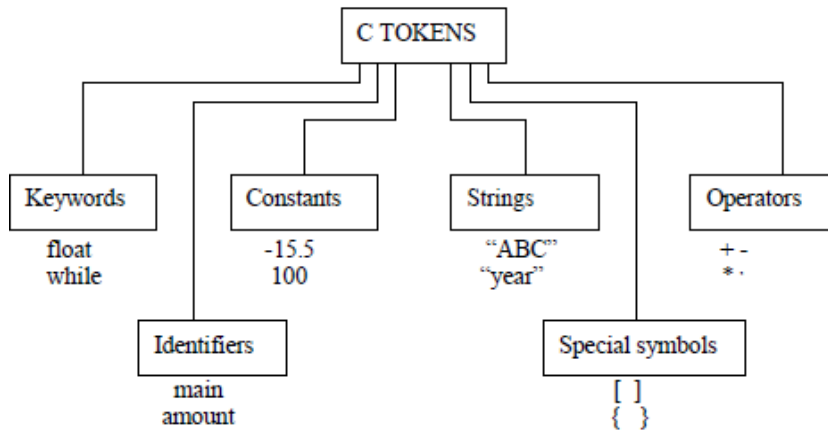 C TOKENS
Keywords
Constants
Strings
Operators
float
while
-15.5
100
“ABC”
“year”
+ -
*
Identifiers
Special symbols
main
amount
[ ]
{ }